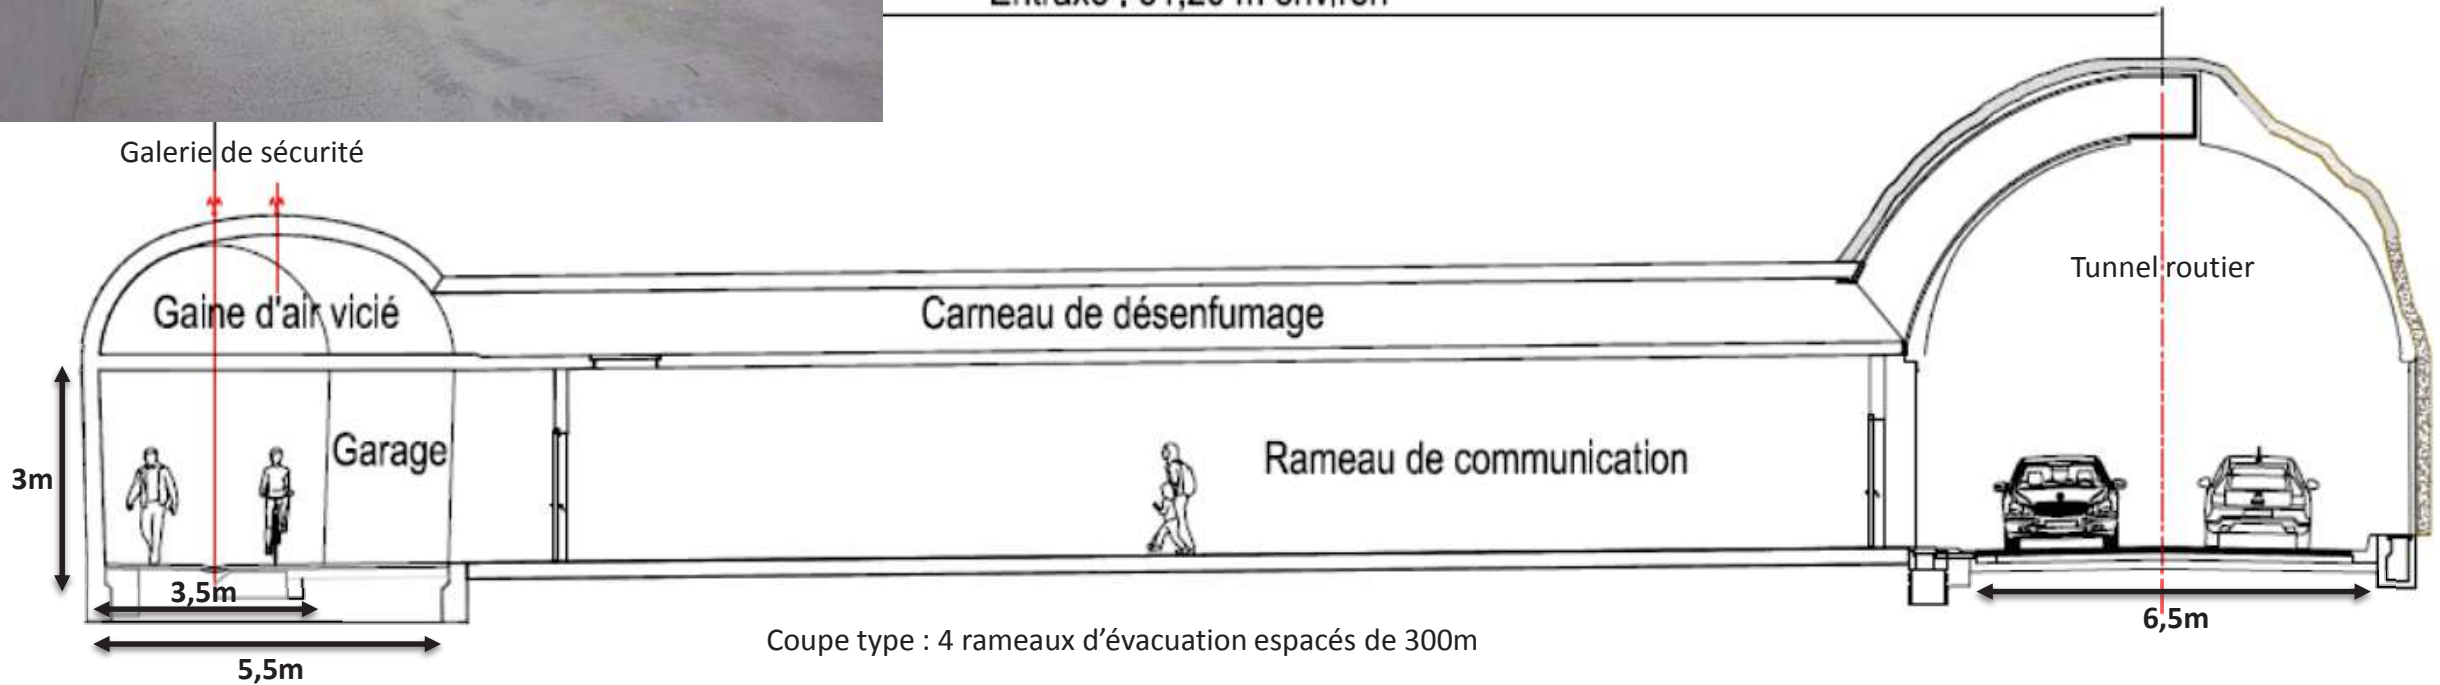 Galerie de sécurité
Tunnel routier
Gaine d'air vicié
Carneau de désenfumage
Garage
Rameau de communication
3m
3,5m
6,5m
Coupe type : 4 rameaux d'évacuation espacés de 300m
5,5m